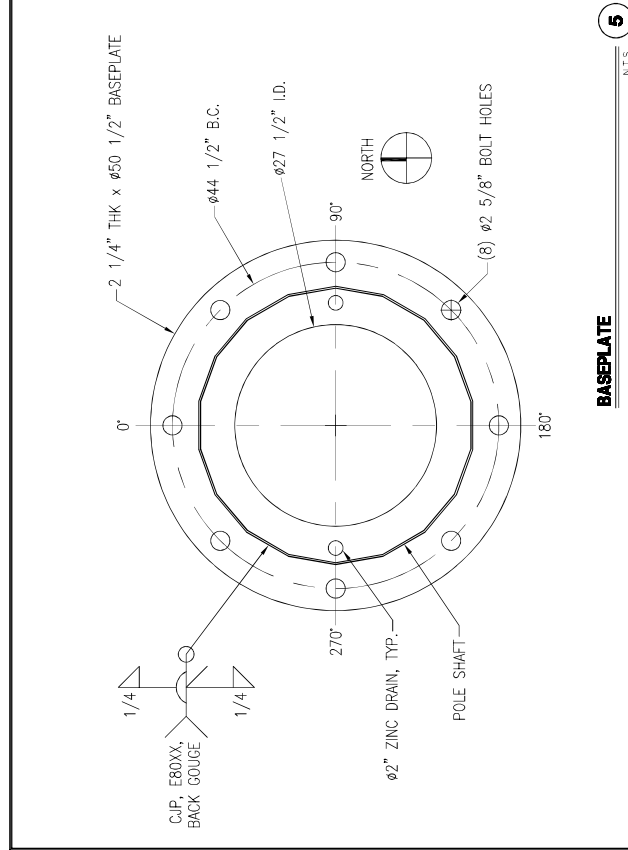 2 1/4" THK x ø50 1/2" BASEPLATE
ø44 1/2" B.C.
ø27 1/2" I.D.
NORTH
0°
90°
180°
270°
1/4
1/4
CJP, E80XX,
BACK GOUGE
ø2" ZINC DRAIN, TYP.
POLE SHAFT
(8) ø2 5/8" BOLT HOLES
BASEPLATE
5
N.T.S.